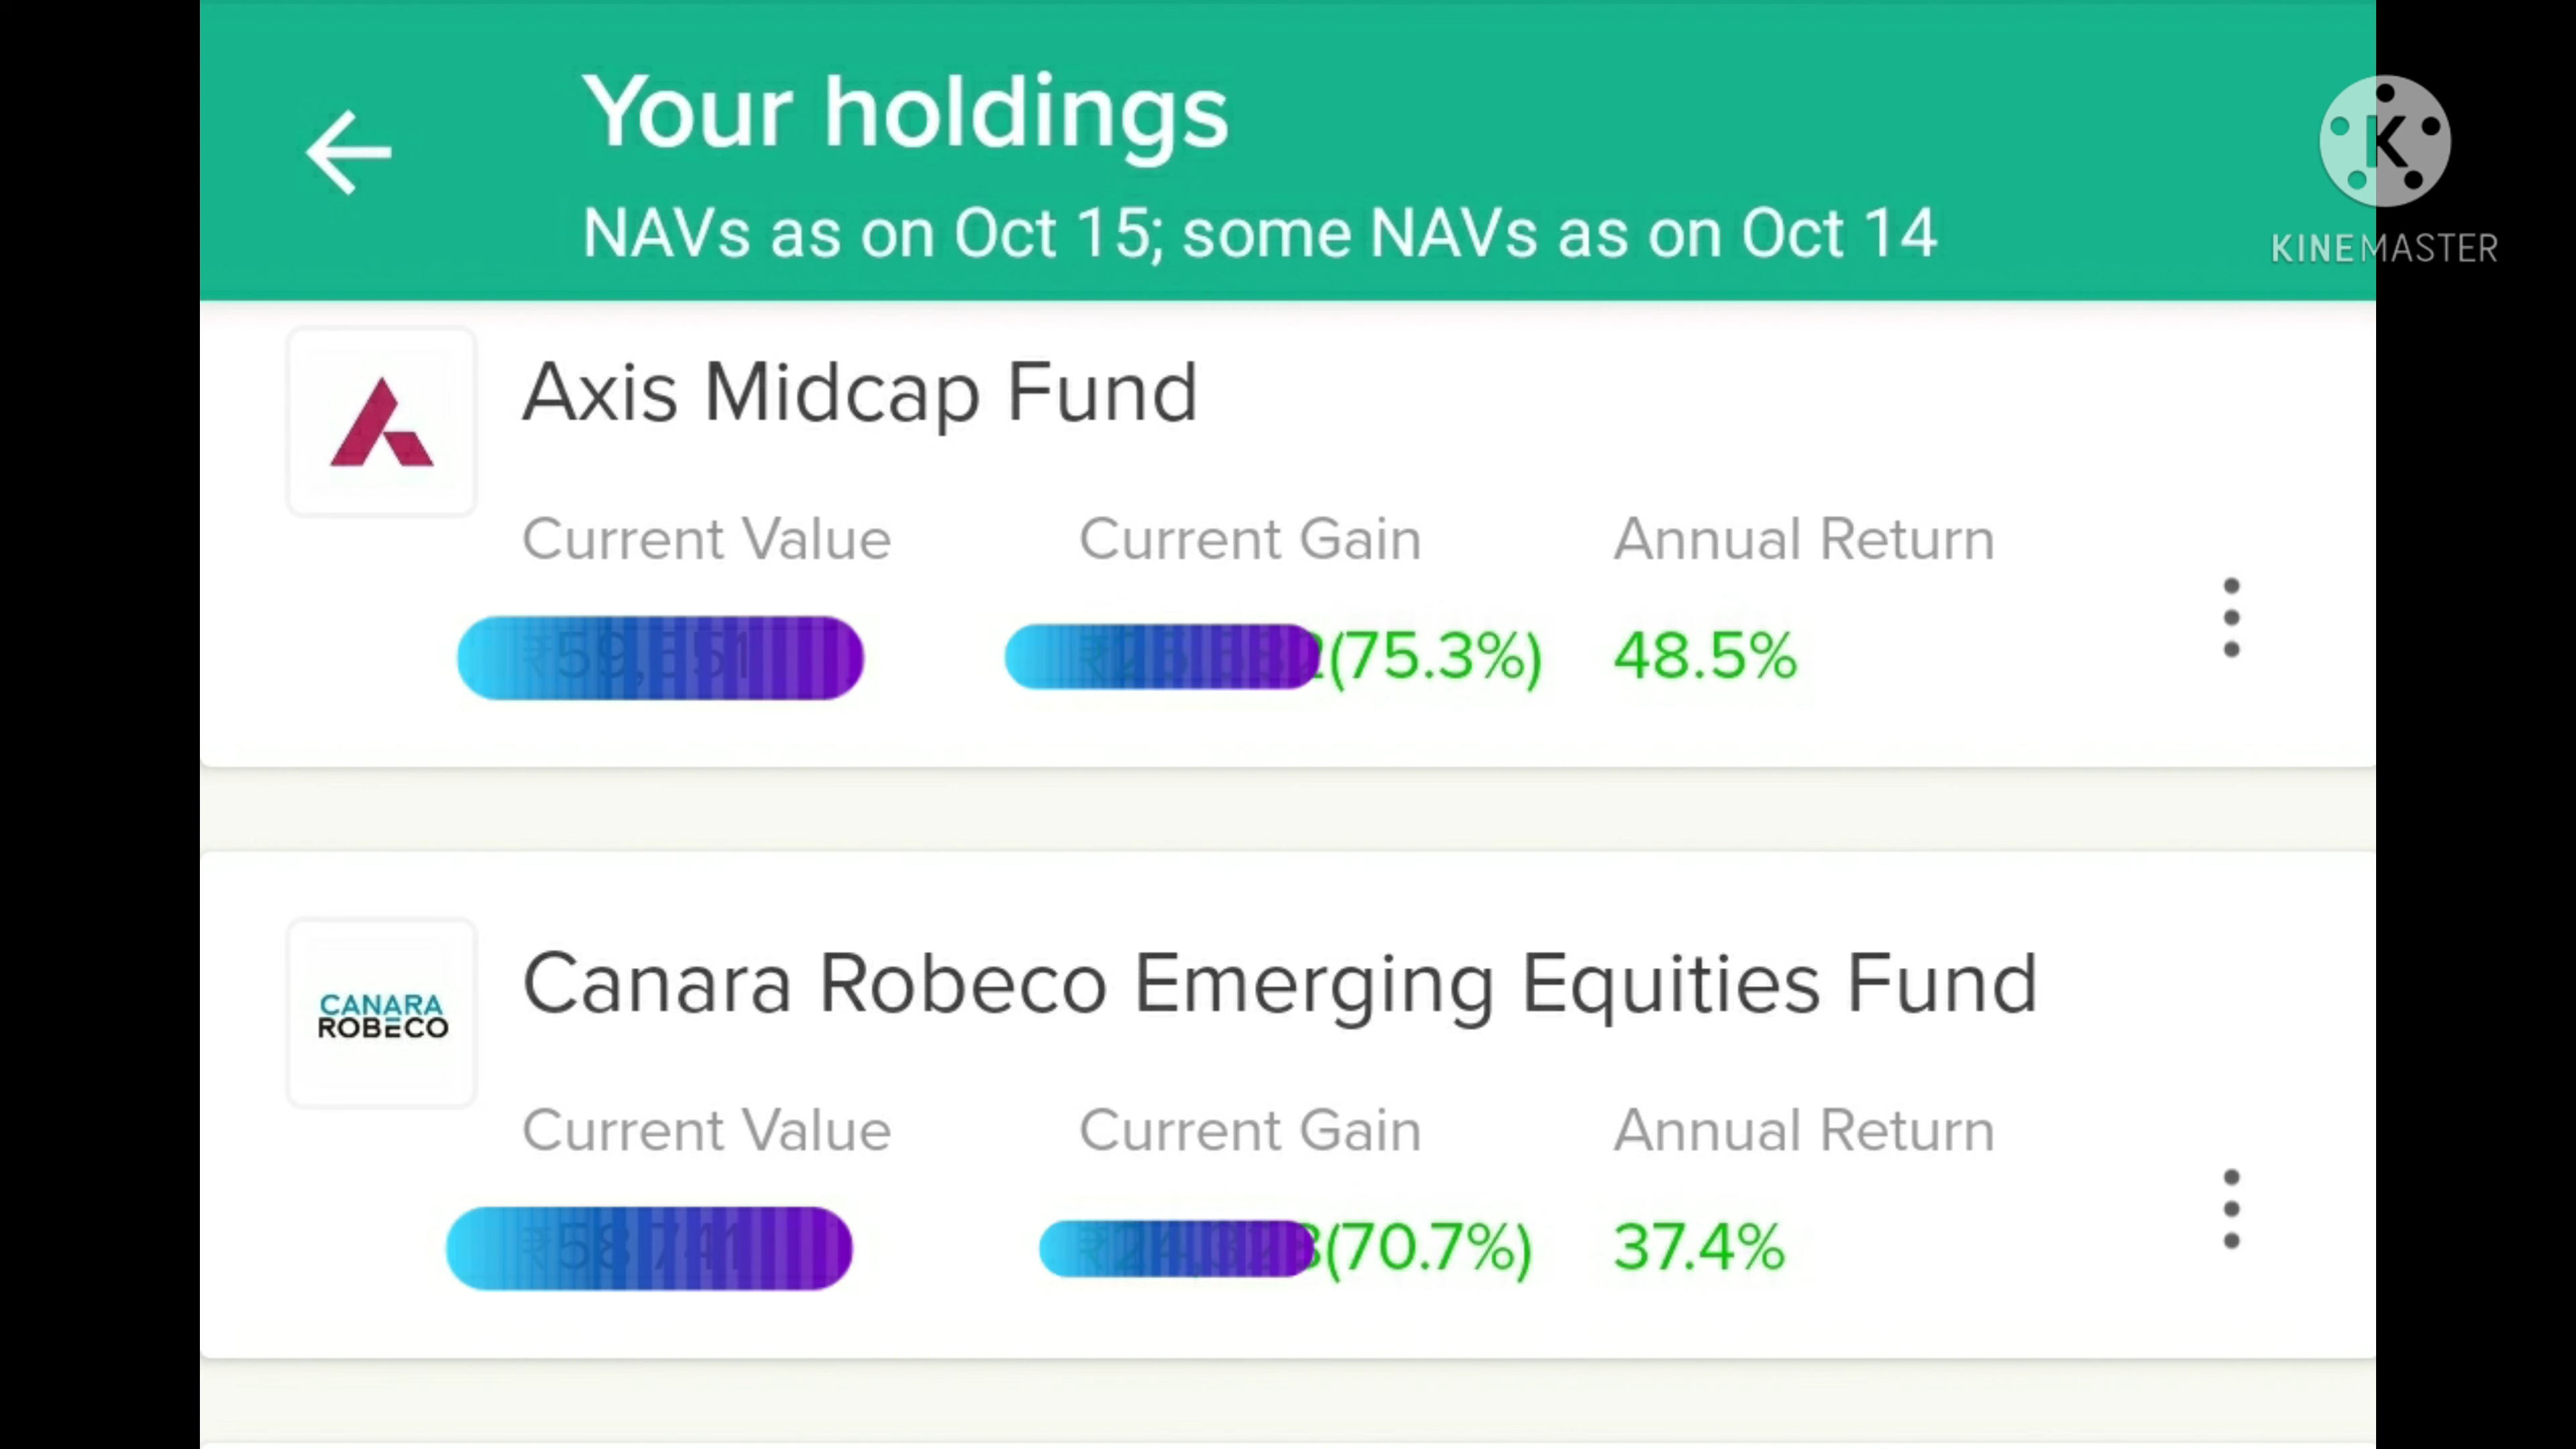 Your holdings
NAVs as on Oct 15; some NAVs as on Oct 14
KINEMASTER
Axis Midcap Fund
Current Value Current Gain Annual Return
(75.3%) 48.5%
CANARA
ROBECO
Canara Robeco Emerging Equities Fund
Current Value Current Gain Annual Return
(70.7%) 37.4%